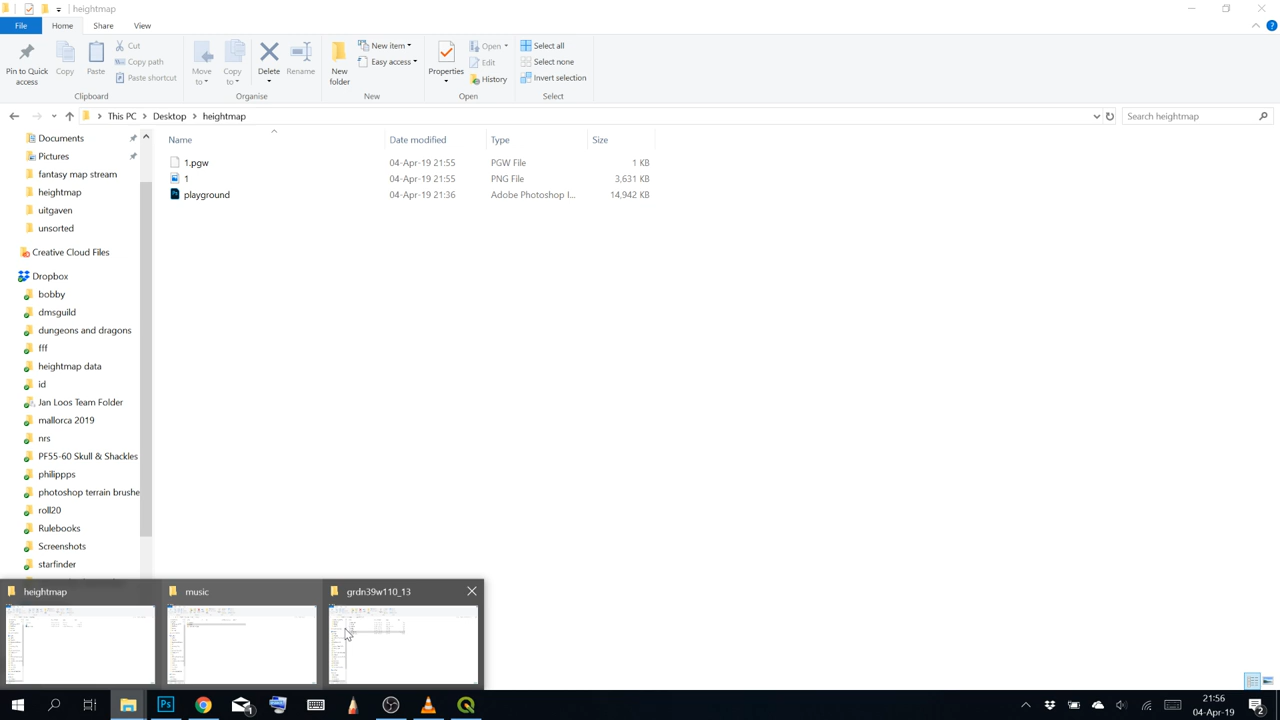 heightmap
File Home Share View
Pin to Quick access
Copy
Paste
Cut
Copy path
Paste shortcut
Clipboard
Move to
Copy to
Delete
Rename
Organise
New folder
New item
Easy access
New
Properties
Open
Edit
History
Open
Select all
Select none
Invert selection
Select
This PC > Desktop > heightmap
Search heightmap
Name Date modified Type Size
1.pgw 04-Apr-19 21:55 PGW File 1 KB
1 04-Apr-19 21:55 PNG File 3,631 KB
playground 04-Apr-19 21:36 Adobe Photoshop I... 14,942 KB
Documents
Pictures
fantasy map stream
heightmap
uitgaven
unsorted
Creative Cloud Files
Dropbox
bobby
dmsguild
dungeons and dragons
fff
heightmap data
id
Jan Loos Team Folder
mallorca 2019
nrs
PF55-60 Skull & Shackles
philippps
photoshop terrain brushe
roll20
Rulebooks
Screenshots
starfinder
heightmap music grdn39w110_13
Ps
1
21:56
04-Apr-19
2